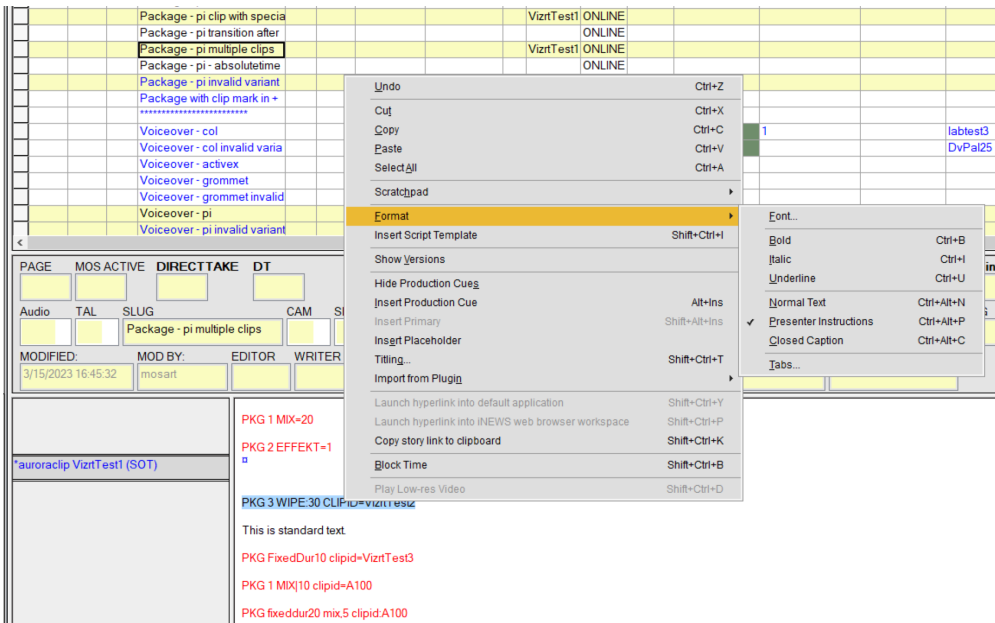 Package - pi clip with specia VizrtTest1 ONLINE
Package - pi transition after ONLINE
Package - pi multiple clips VizrtTest1 ONLINE
Package - pi - absolutetime ONLINE
Package - pi invalid variant
Package with clip mark in +
*************************
Voiceover - col 1 labtest3
Voiceover - col invalid varia DvPal25
Voiceover - activex
Voiceover - grommet
Voiceover - grommet invalid
Voiceover - pi
Voiceover - pi invalid variant
Undo Ctrl+Z
Cut Ctrl+X
Copy Ctrl+C
Paste Ctrl+V
Select All Ctrl+A
Scratchpad
Format
Insert Script Template Shift+Ctrl+I
Show Versions
Hide Production Cues
Insert Production Cue Alt+Ins
Insert Primary Shift+Alt+Ins
Insert Placeholder
Titling... Shift+Ctrl+T
Import from Plugin
Launch hyperlink into default application Shift+Ctrl+Y
Launch hyperlink into iNEWS web browser workspace Shift+Ctrl+P
Copy story link to clipboard Shift+Ctrl+K
Block Time Shift+Ctrl+B
Play Low-res Video Shift+Ctrl+D
Font...
Bold Ctrl+B
Italic Ctrl+I
Underline Ctrl+U
Normal Text Ctrl+Alt+N
✓ Presenter Instructions Ctrl+Alt+P
Closed Caption Ctrl+Alt+C
Tabs...
PAGE MOS ACTIVE DIRECTTAKE DT in
Audio TAL SLUG CAM
Package - pi multiple clips
MODIFIED: MOD BY: EDITOR WRITER
3/15/2023 16:45:32 mosart
*auroraclip VizrtTest1 (SOT)
PKG 1 MIX=20
PKG 2 EFFEKT=1
¤
PKG 3 WIPE:30 CLIPID=VizrtTest2
This is standard text.
PKG FixedDur10 clipid=VizrtTest3
PKG 1 MIX|10 clipid=A100
PKG fixeddur20 mix,5 clipid:A100